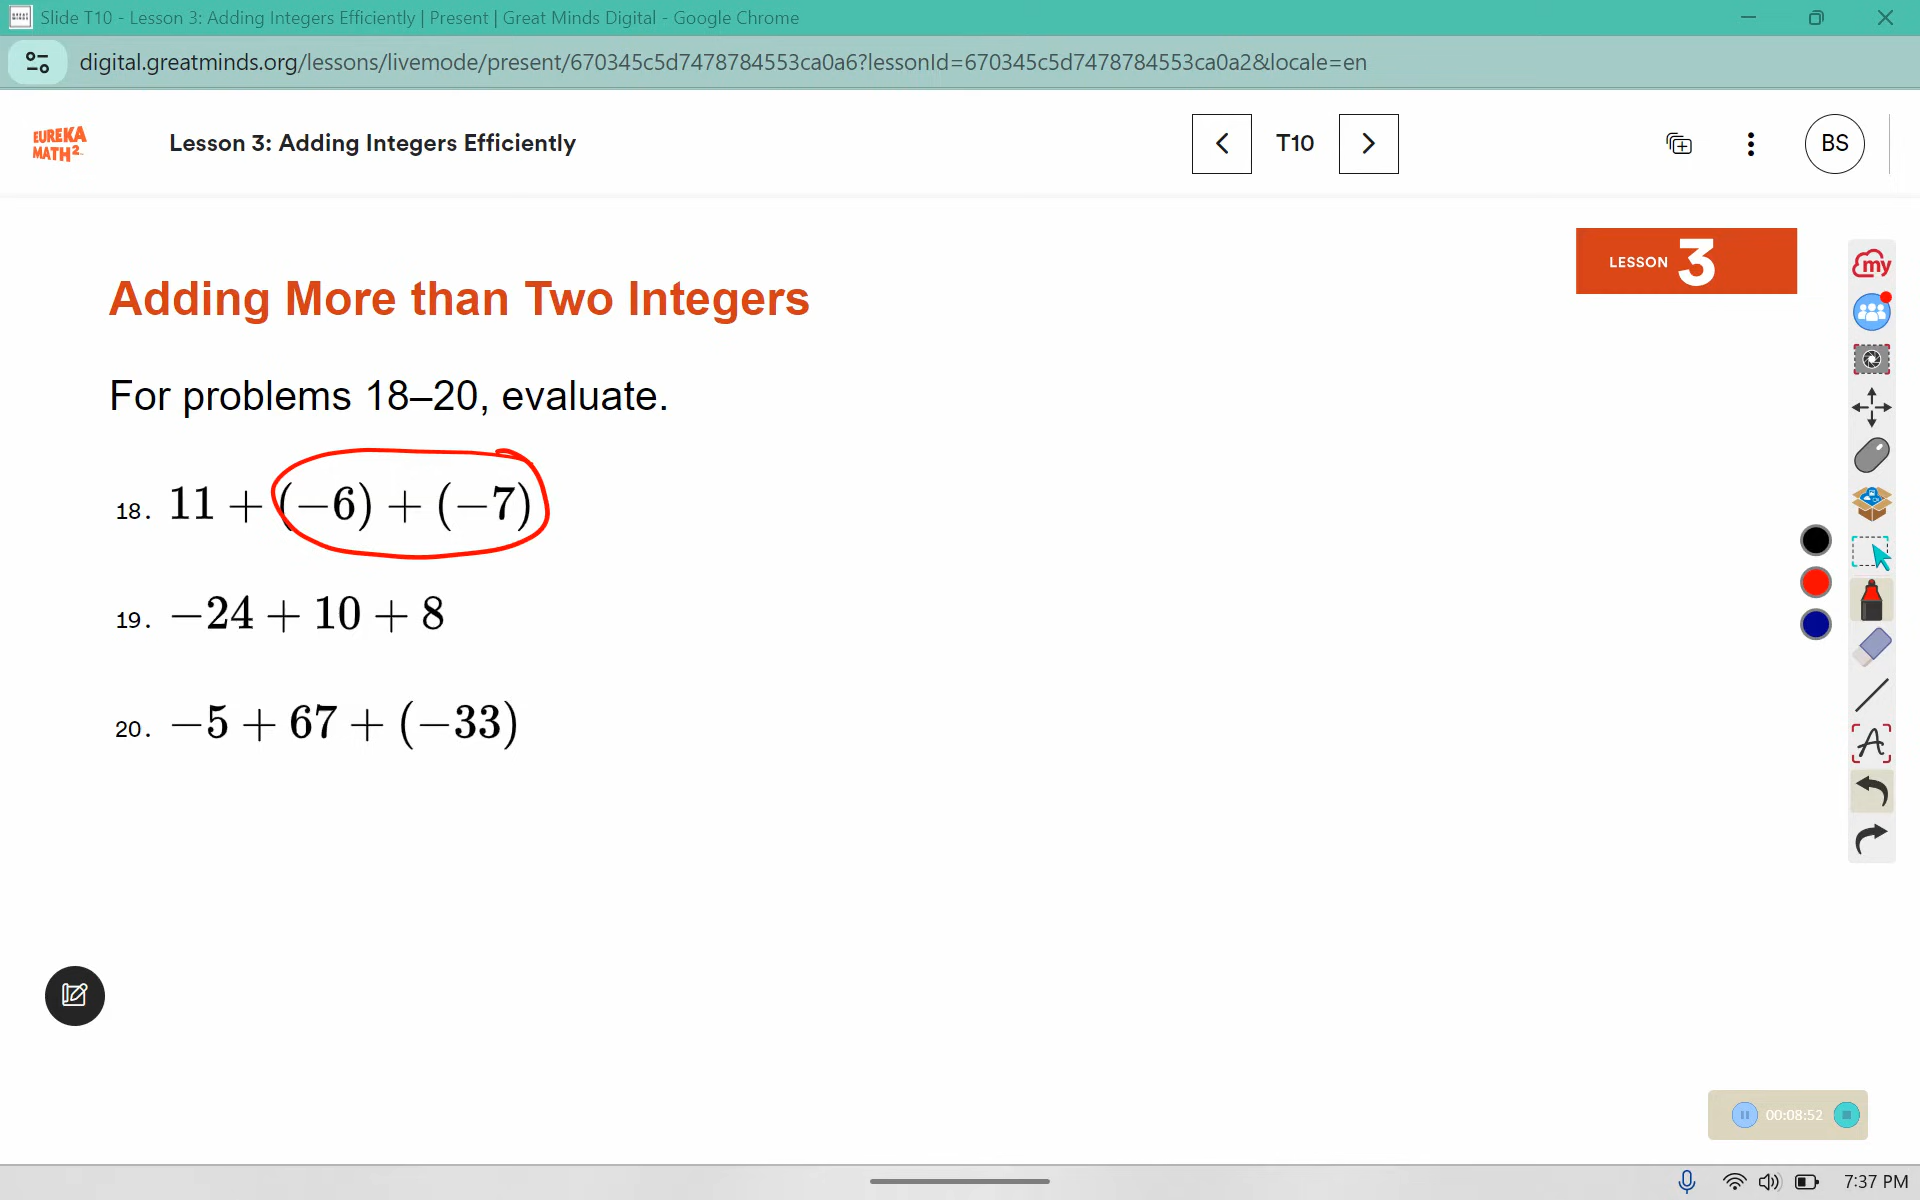 Slide T10 - Lesson 3: Adding Integers Efficiently | Present | Great Minds Digital - Google Chrome
digital.greatminds.org/lessons/livemode/present/670345c5d7478784553ca0a6?lessonId=670345c5d7478784553ca0a2&locale=en
EUREKA
MATH²
Lesson 3: Adding Integers Efficiently
T10
BS
LESSON 3
my
Adding More than Two Integers
For problems 18–20, evaluate.
18. 11 + (−6) + (−7)
19. −24 + 10 + 8
20. −5 + 67 + (−33)
A
00:08:52
7:37 PM